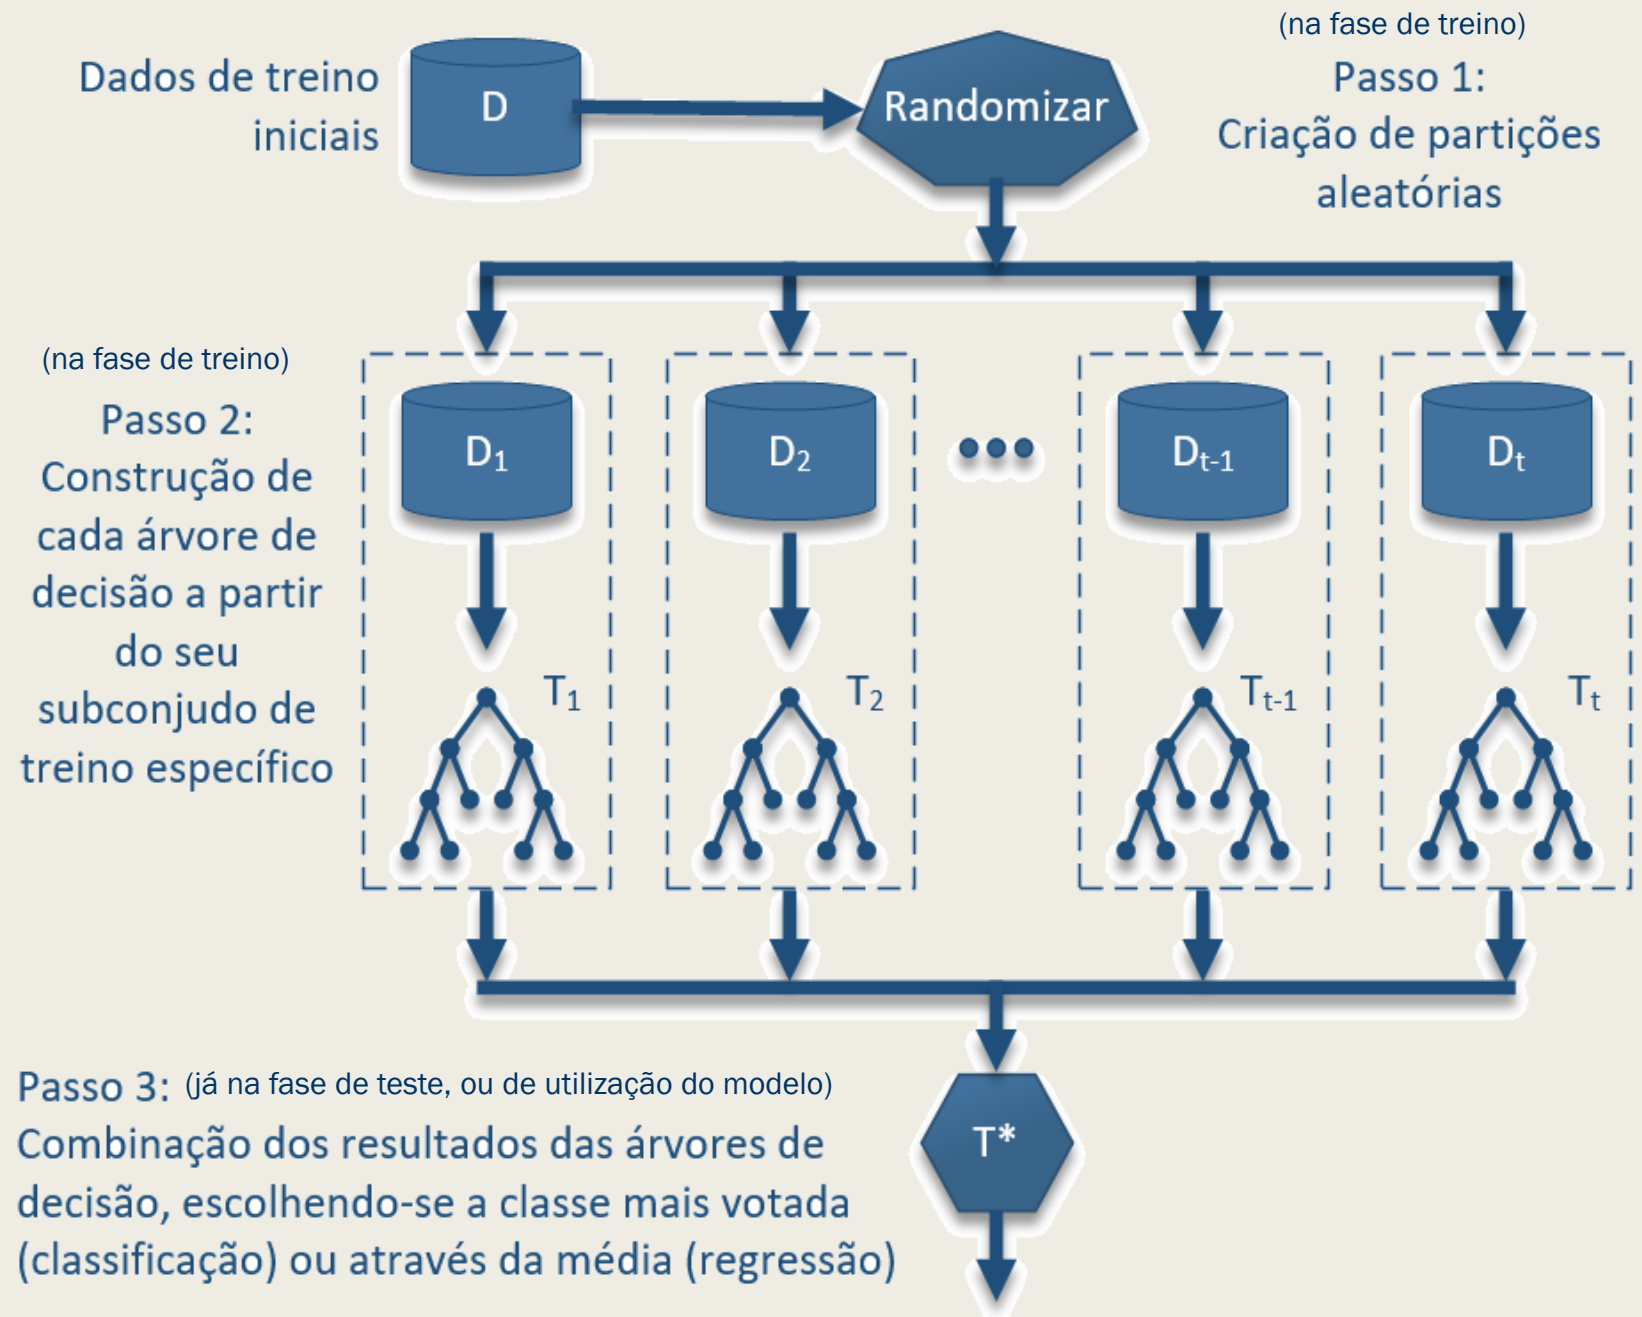 (na fase de treino)
Dados de treino
iniciais
D
Randomizar
Passo 1:
Criação de partições
aleatórias
(na fase de treino)
Passo 2:
Construção de
cada árvore de
decisão a partir
do seu
subconjudo de
treino específico
D1
D2
Dt-1
Dt
T1
T2
Tt-1
Tt
Passo 3: (já na fase de teste, ou de utilização do modelo)
Combinação dos resultados das árvores de
decisão, escolhendo-se a classe mais votada
(classificação) ou através da média (regressão)
T*